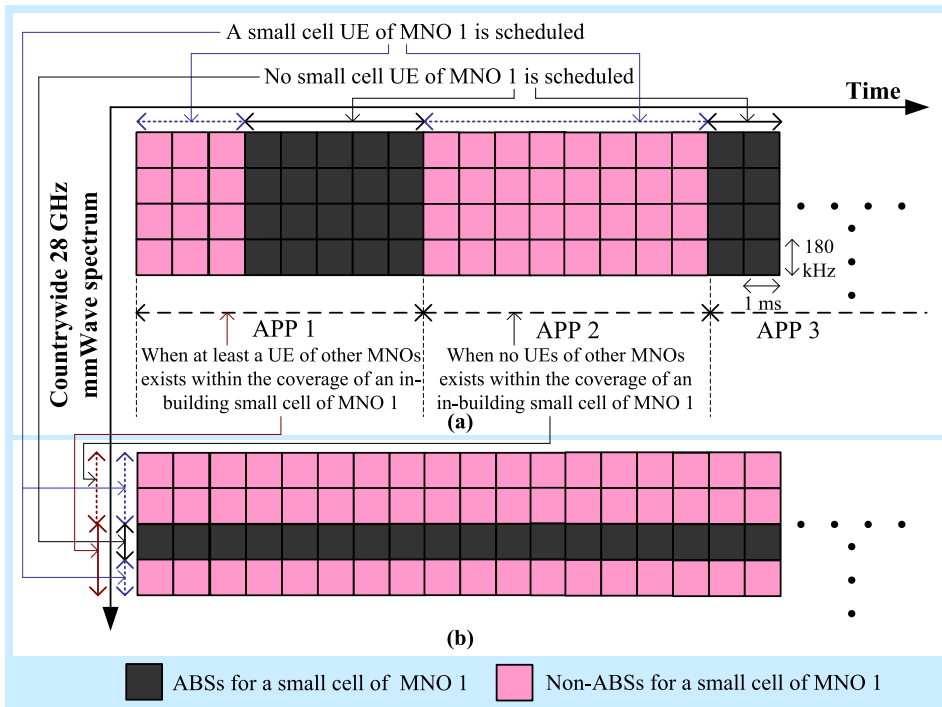 A small cell UE of MNO 1 is scheduled
No small cell UE of MNO 1 is scheduled
Time
Countrywide 28 GHz
mmWave spectrum
180
kHz
1 ms
APP 1
APP 2
APP 3
When at least a UE of other MNOs
exists within the coverage of an in-
building small cell of MNO 1
When no UEs of other MNOs
exists within the coverage of an
in-building small cell of MNO 1
(a)
(b)
ABSs for a small cell of MNO 1
Non-ABSs for a small cell of MNO 1